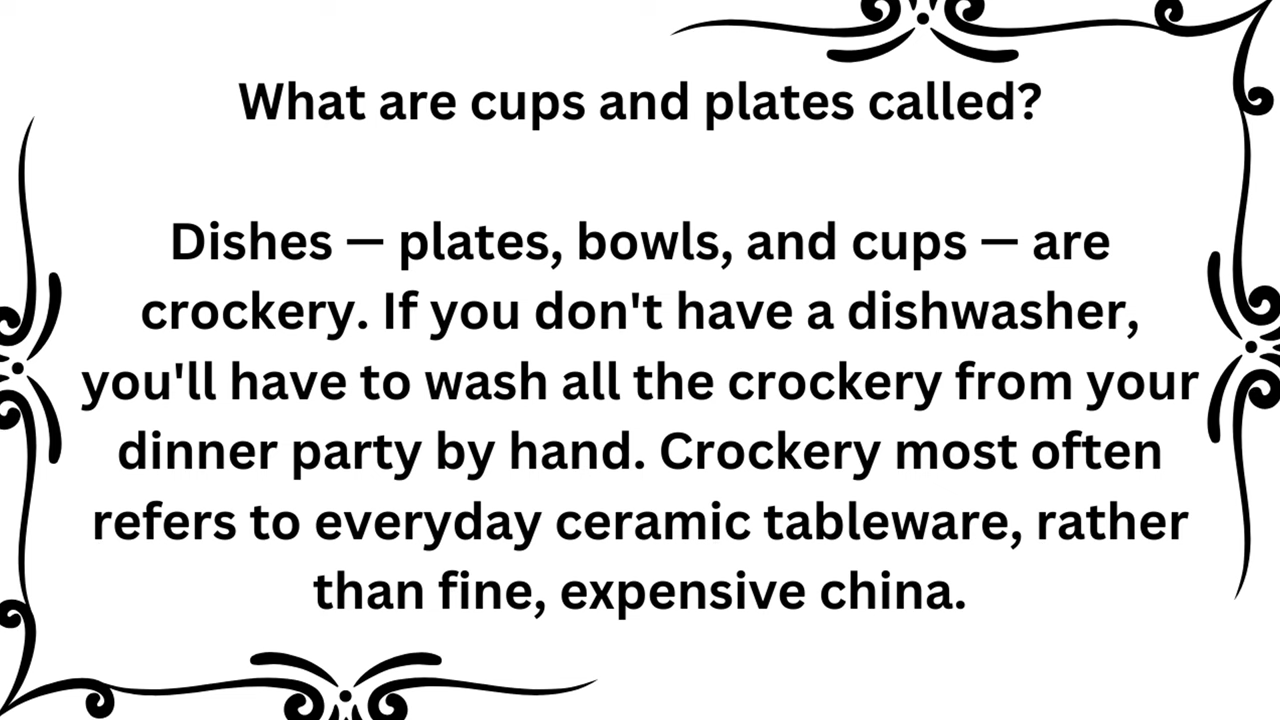 What are cups and plates called?
Dishes — plates, bowls, and cups — are
crockery. If you don't have a dishwasher,
you'll have to wash all the crockery from your
dinner party by hand. Crockery most often
refers to everyday ceramic tableware, rather
than fine, expensive china.